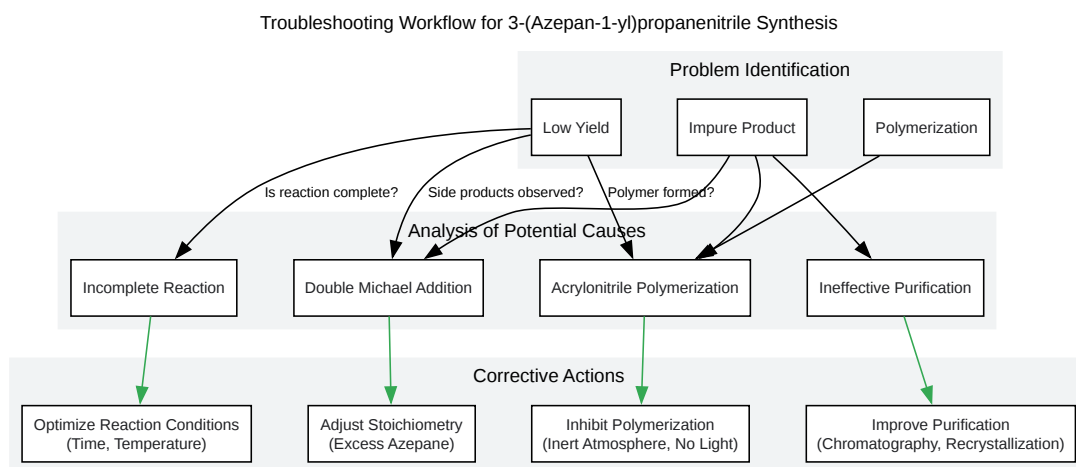 Troubleshooting Workflow for 3-(Azepan-1-yl)propanenitrile Synthesis
Problem Identification
Low Yield
Impure Product
Polymerization
Is reaction complete?
Side products observed?
Polymer formed?
Analysis of Potential Causes
Incomplete Reaction
Double Michael Addition
Acrylonitrile Polymerization
Ineffective Purification
Corrective Actions
Optimize Reaction Conditions
(Time, Temperature)
Adjust Stoichiometry
(Excess Azepane)
Inhibit Polymerization
(Inert Atmosphere, No Light)
Improve Purification
(Chromatography, Recrystallization)